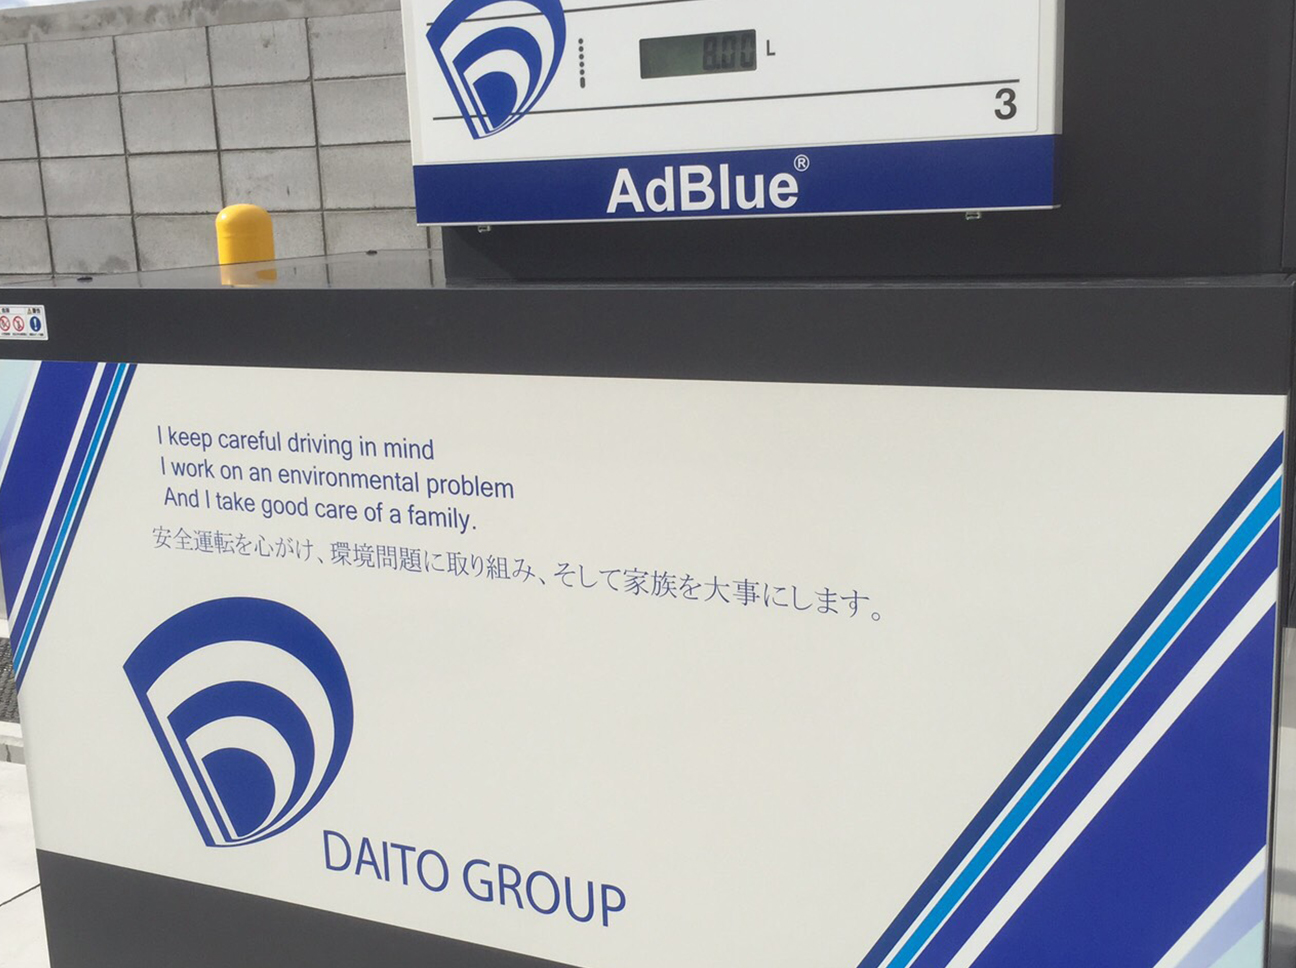 8.00 L
3
AdBlue®
I keep careful driving in mind
I work on an environmental problem
And I take good care of a family.
安全運転を心がけ、環境問題に取り組み、そして家族を大事にします。
DAITO GROUP